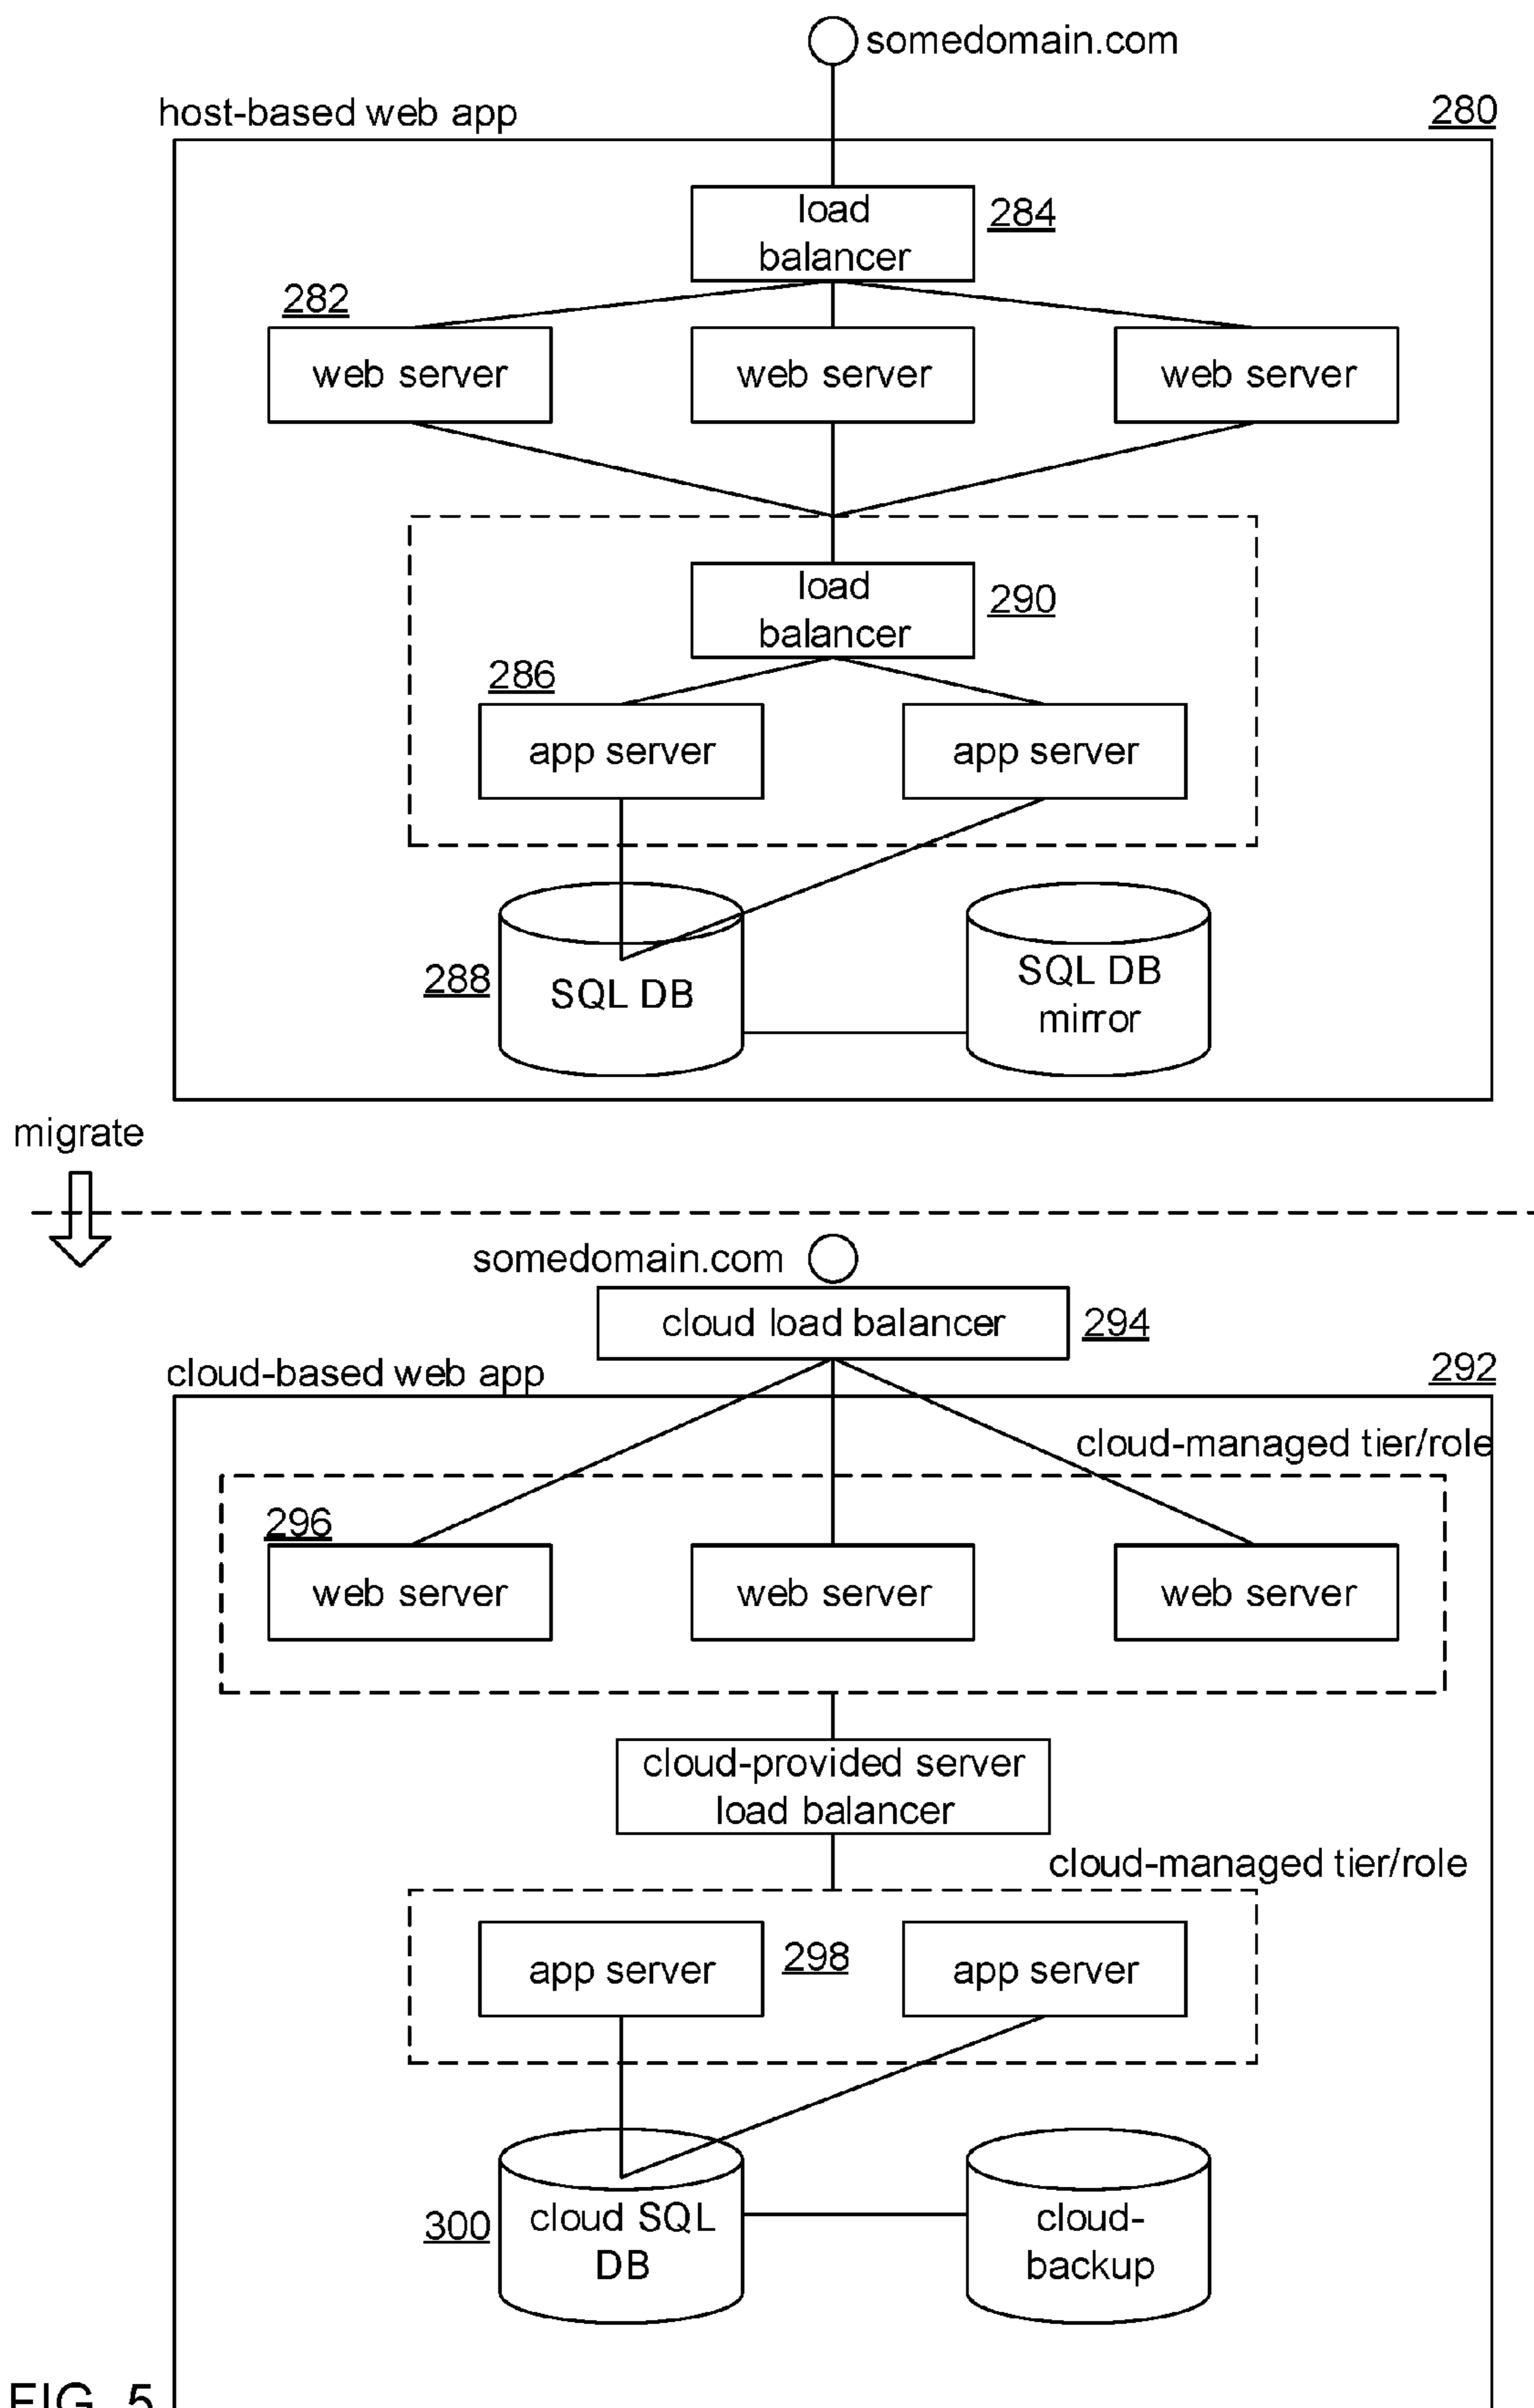 somedomain.com
host-based web app
280
load
balancer
284
282
web server
web server
web server
load
balancer
290
286
app server
app server
288
SQL DB
SQL DB
mirror
migrate
somedomain.com
cloud load balancer
294
cloud-based web app
292
cloud-managed tier/role
296
web server
web server
web server
cloud-provided server
load balancer
cloud-managed tier/role
app server
298
app server
300
cloud SQL
DB
cloud-
backup
FIG. 5